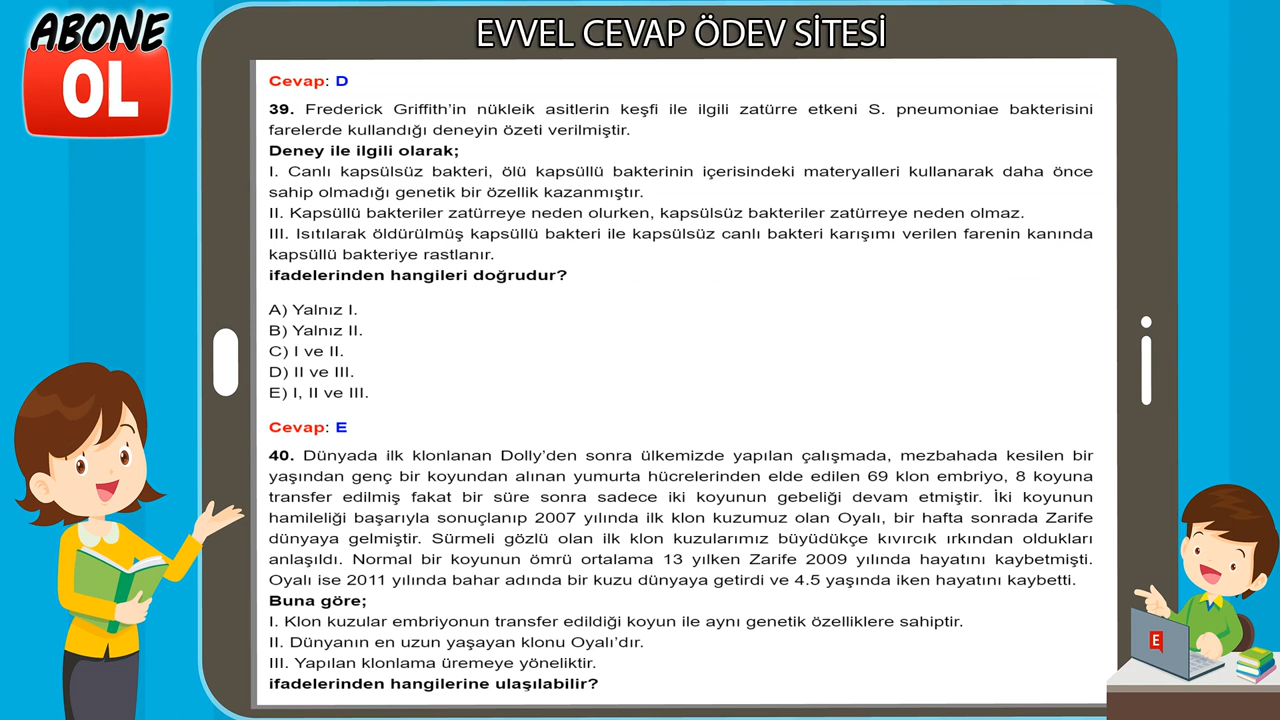 ABONE
OL
EVVEL CEVAP ÖDEV SİTESİ
Cevap: D
39. Frederick Griffith'in nükleik asitlerin keşfi ile ilgili zatürre etkeni S. pneumoniae bakterisini
farelerde kullandığı deneyin özeti verilmiştir.
Deney ile ilgili olarak;
I. Canlı kapsülsüz bakteri, ölü kapsüllü bakterinin içerisindeki materyalleri kullanarak daha önce
sahip olmadığı genetik bir özellik kazanmıştır.
II. Kapsüllü bakteriler zatürreye neden olurken, kapsülsüz bakteriler zatürreye neden olmaz.
III. Isıtılarak öldürülmüş kapsüllü bakteri ile kapsülsüz canlı bakteri karışımı verilen farenin kanında
kapsüllü bakteriye rastlanır.
ifadelerinden hangileri doğrudur?
A) Yalnız I.
B) Yalnız II.
C) I ve II.
D) II ve III.
E) I, II ve III.
Cevap: E
40. Dünyada ilk klonlanan Dolly'den sonra ülkemizde yapılan çalışmada, mezbahada kesilen bir
yaşından genç bir koyundan alınan yumurta hücrelerinden elde edilen 69 klon embriyo, 8 koyuna
transfer edilmiş fakat bir süre sonra sadece iki koyunun gebeliği devam etmiştir. İki koyunun
hamileliği başarıyla sonuçlanıp 2007 yılında ilk klon kuzumuz olan Oyalı, bir hafta sonrada Zarife
dünyaya gelmiştir. Sürmeli gözlü olan ilk klon kuzularımız büyüdükçe kıvırcık ırkından oldukları
anlaşıldı. Normal bir koyunun ömrü ortalama 13 yılken Zarife 2009 yılında hayatını kaybetmişti.
Oyalı ise 2011 yılında bahar adında bir kuzu dünyaya getirdi ve 4.5 yaşında iken hayatını kaybetti.
Buna göre;
I. Klon kuzular embriyonun transfer edildiği koyun ile aynı genetik özelliklere sahiptir.
II. Dünyanın en uzun yaşayan klonu Oyalı'dır.
III. Yapılan klonlama üremeye yöneliktir.
ifadelerinden hangilerine ulaşılabilir?
E